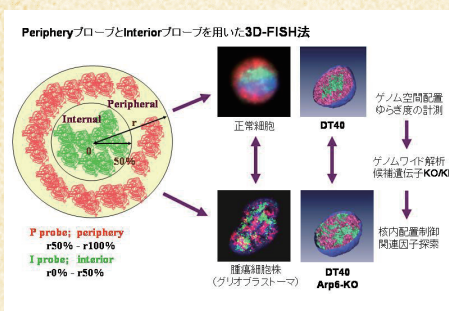 PeripheryプローブとInteriorプローブを用いた3D-FISH法
Peripheral
Internal
r
0
50%
P probe; periphery
r50% - r100%
I probe; interior
r0% - r50%
正常細胞
DT40
腫瘍細胞株
(グリオブラストーマ)
DT40
Arp6-KO
ゲノム空間配置
ゆらぎ度の計測
ゲノムワイド解析
候補遺伝子KO/KI
核内配置制御
関連因子探索